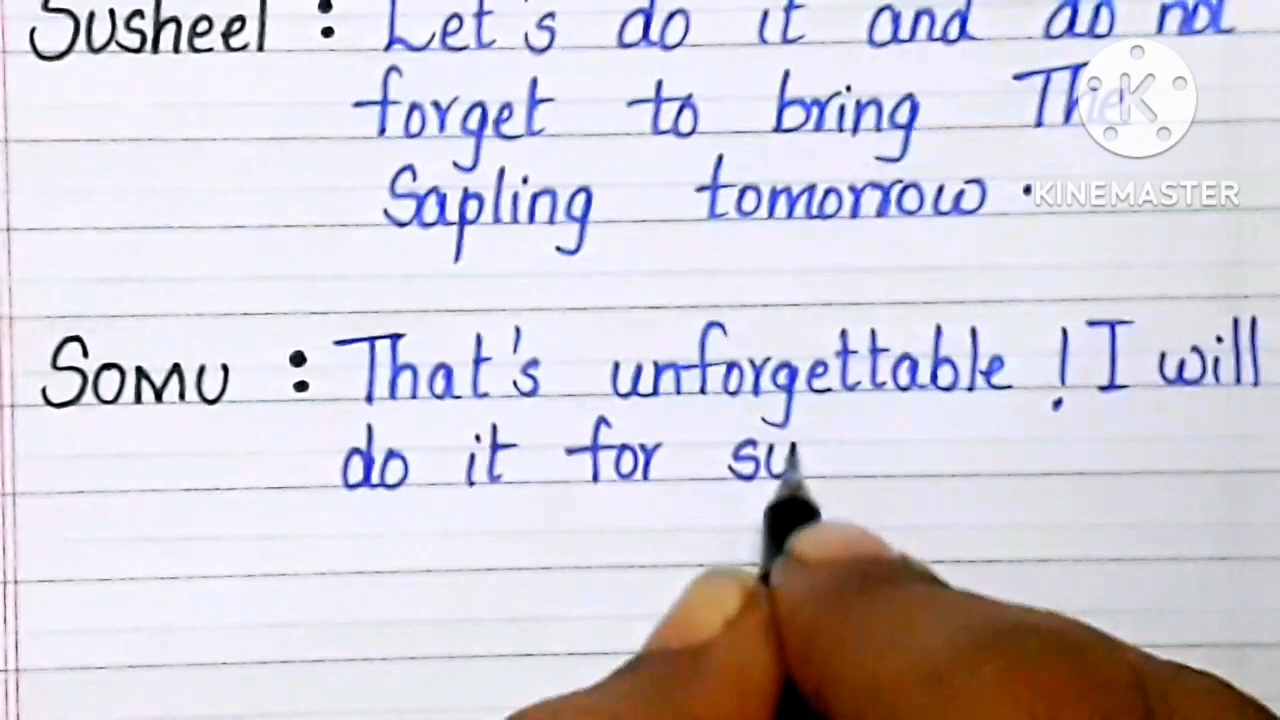 Susheel : Let's do it and do not
forget to bring The
Sapling tomorrow.
KINEMASTER
SOMU : That's unforgettable! I will
do it for su